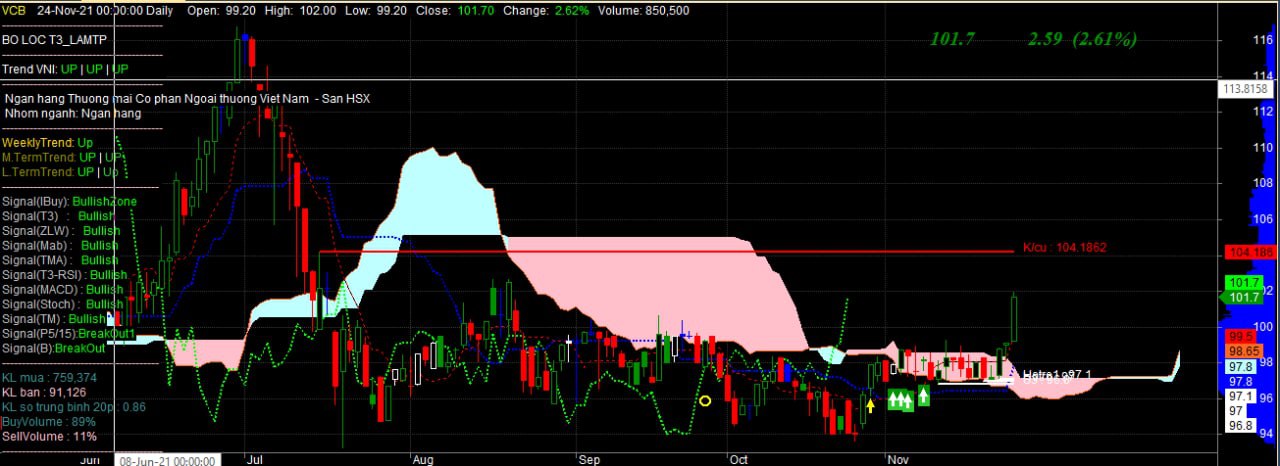 VCB 24-Nov-21 00:00:00 Daily Open: 99.20 High: 102.00 Low: 99.20 Close: 101.70 Change: 2.62% Volume: 850,500
BO LOC T3_LAMTP
101.7 2.59 (2.61%)
Trend VNI: UP | UP | UP
Ngan hang Thuong mai Co phan Ngoai thuong Viet Nam - San HSX
Nhom nganh: Ngan hang
WeeklyTrend: Up
M.TermTrend: UP | UP
L.TermTrend: UP | Up
Signal(IBuy): BullishZone
Signal(T3) : Bullish
Signal(ZLW) : Bullish
Signal(Mab) : Bullish
Signal(TMA) : Bullish
Signal(T3-RSI) : Bullish
Signal(MACD) : Bullish
Signal(Stoch) : Bullish
Signal(TM) : Bullish
Signal(P5/15):BreakOut1
Signal(B):BreakOut
KL mua : 759,374
KL ban : 91,126
KL so trung binh 20p : 0.86
BuyVolume : 89%
SellVolume : 11%
K/cu : 104.1862
Hotro1 :97.1
116
114
113.8158
112
110
108
106
104.186
101.7
102
101.7
100
99.5
98.65
98
97.8
97.8
97.1
96
97
96.8
94
Jun 08-Jun-21 00:00:00 Jul Aug Sep Oct Nov